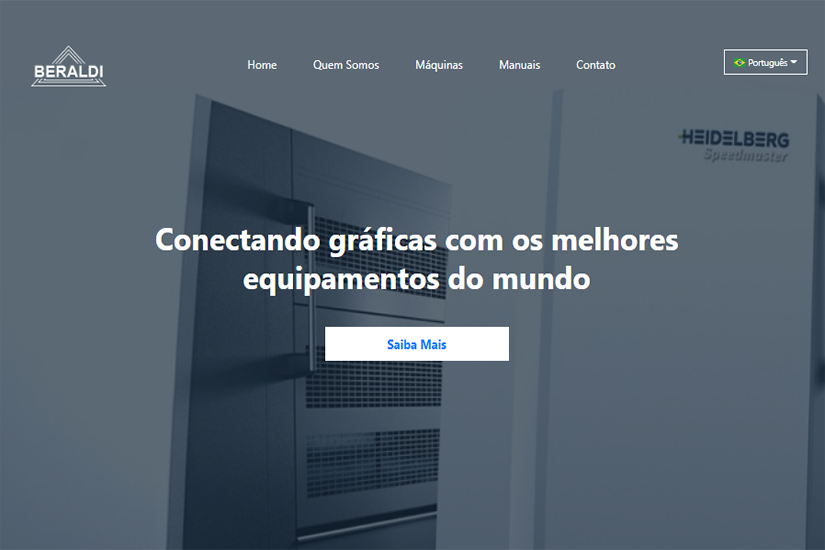 BERALDI
Home
Quem Somos
Máquinas
Manuais
Contato
Português
HEIDELBERG
Speedmaster
Conectando gráficas com os melhores
equipamentos do mundo
Saiba Mais